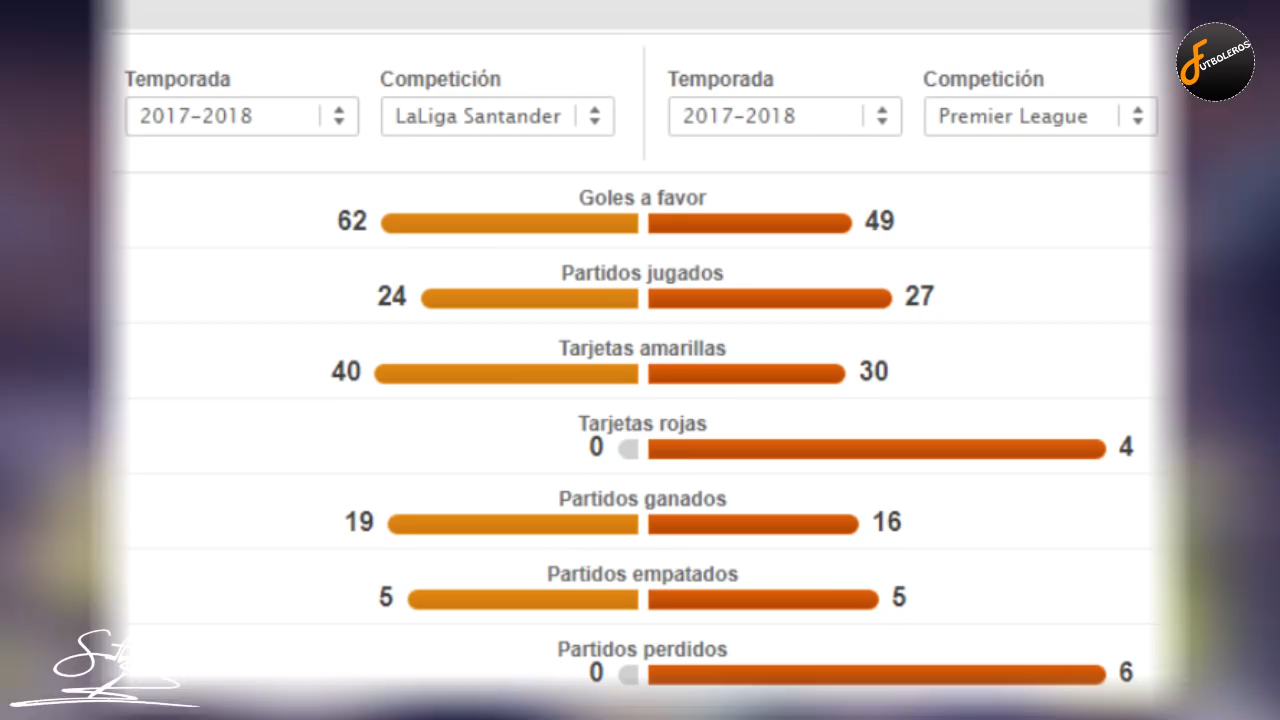 FUTBOLEROS
Temporada Competición Temporada Competición
2017-2018 LaLiga Santander 2017-2018 Premier League
Goles a favor
62 49
Partidos jugados
24 27
Tarjetas amarillas
40 30
Tarjetas rojas
0 4
Partidos ganados
19 16
Partidos empatados
5 5
Partidos perdidos
0 6